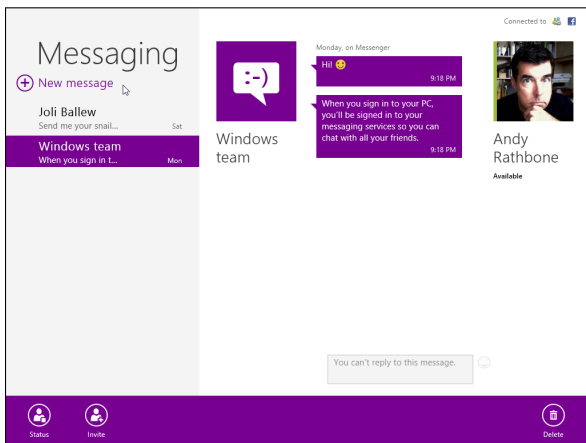 Connected to
Messaging
New message
Joli Ballew
Send me your snail...
Sat
Windows team
When you sign in t...
Mon
:-)
Windows
team
Monday, on Messenger
Hi!
9:18 PM
When you sign in to your PC,
you'll be signed in to your
messaging services so you can
chat with all your friends.
9:18 PM
Andy
Rathbone
Available
You can't reply to this message.
Status
Invite
Delete